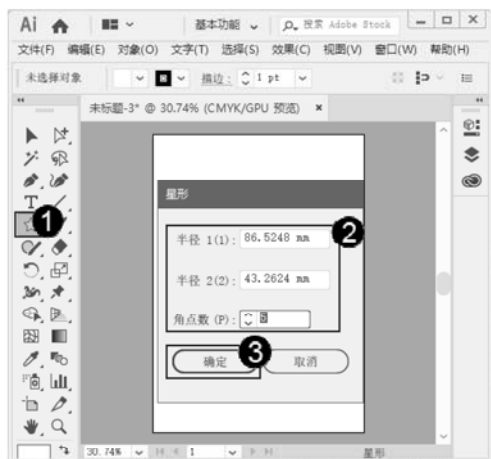 Ai 基本功能 搜索 Adobe Stock
文件(F) 编辑(E) 对象(O) 文字(T) 选择(S) 效果(C) 视图(V) 窗口(W) 帮助(H)
未选择对象 描边: 1 pt
未标题-3* @ 30.74% (CMYK/GPU 预览) ×
星形
1
半径 1(1): 86.5248 mm 2
半径 2(2): 43.2624 mm
角点数 (P):
确定 3 取消
30.74% 1 星形